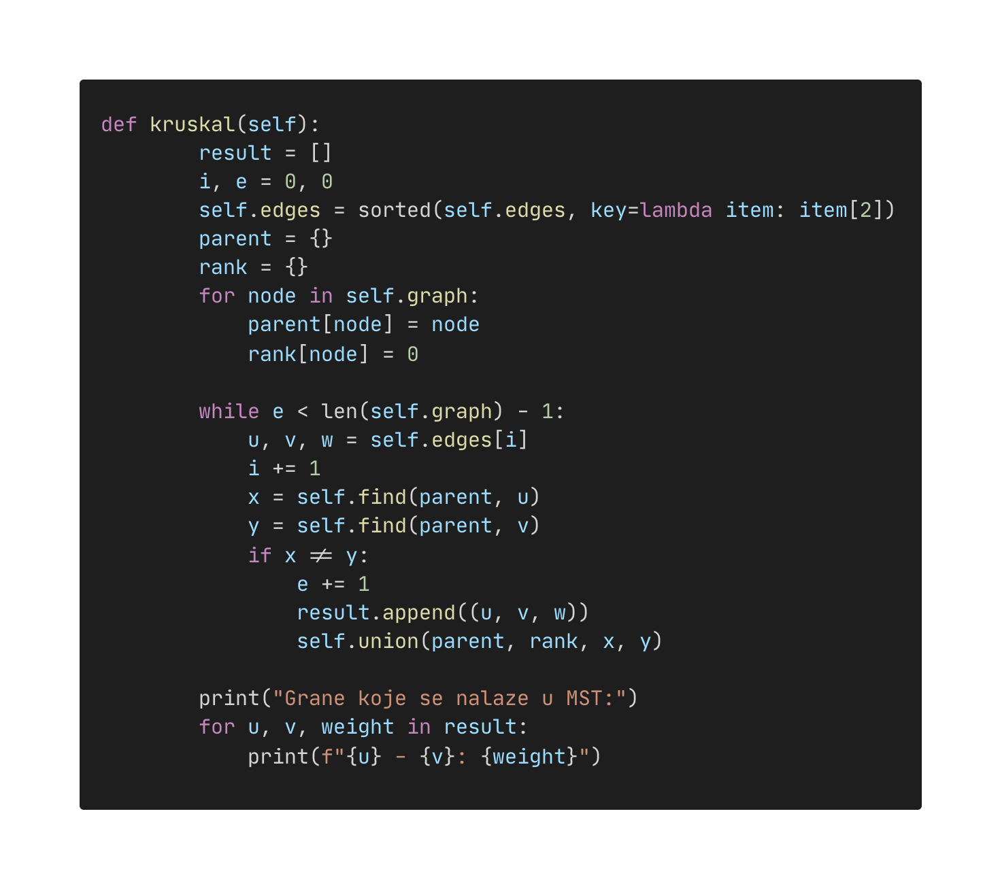 def kruskal(self):
        result = []
        i, e = 0, 0
        self.edges = sorted(self.edges, key=lambda item: item[2])
        parent = {}
        rank = {}
        for node in self.graph:
            parent[node] = node
            rank[node] = 0

        while e < len(self.graph) - 1:
            u, v, w = self.edges[i]
            i += 1
            x = self.find(parent, u)
            y = self.find(parent, v)
            if x != y:
                e += 1
                result.append((u, v, w))
                self.union(parent, rank, x, y)

        print("Grane koje se nalaze u MST:")
        for u, v, weight in result:
            print(f"{u} - {v}: {weight}")